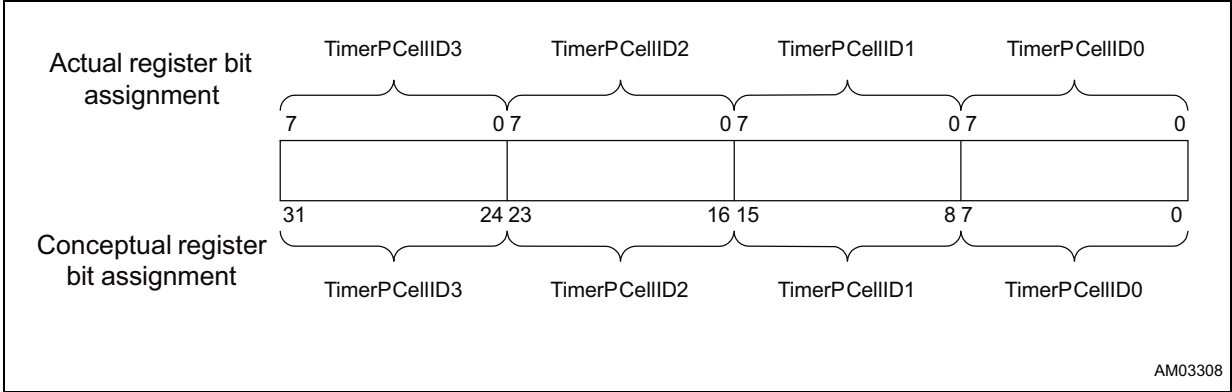 Actual register bit
assignment
TimerPCellID3 TimerPCellID2 TimerPCellID1 TimerPCellID0
7 0 7 0 7 0 7 0
31 24 23 16 15 8 7 0
Conceptual register
bit assignment
TimerPCellID3 TimerPCellID2 TimerPCellID1 TimerPCellID0
AM03308